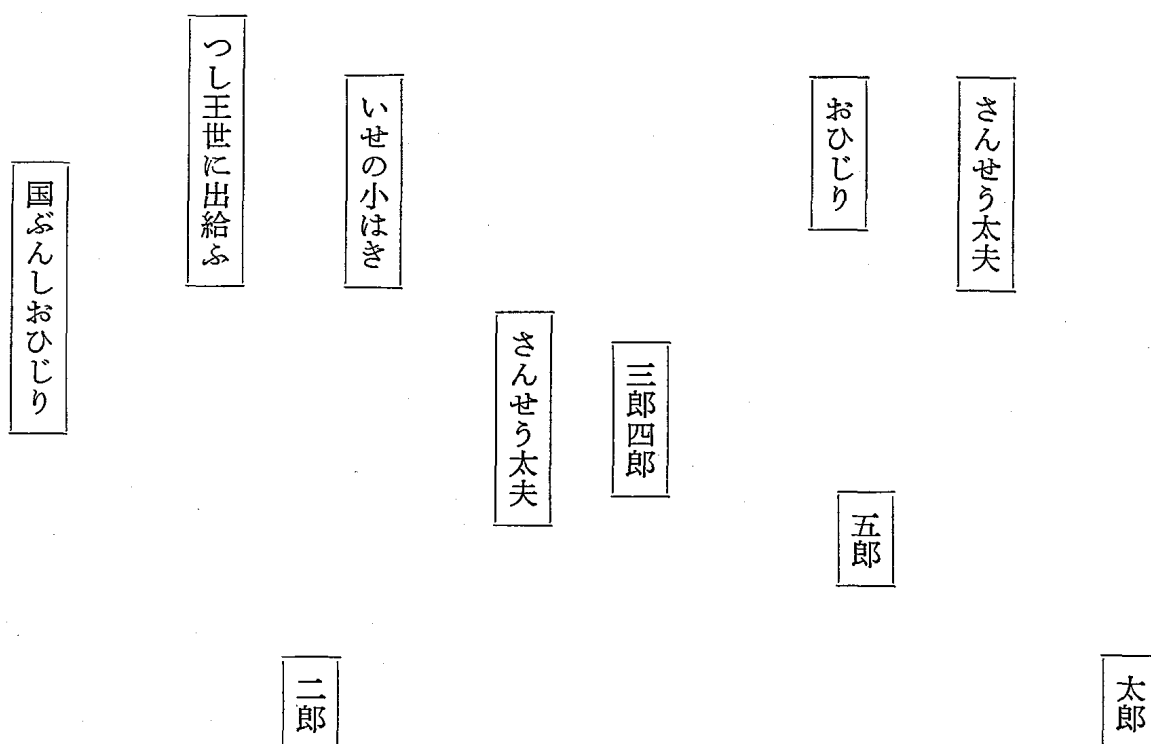 太郎
さんせう太夫
五郎
おひじり
三郎四郎
さんせう太夫
いせの小はき
二郎
つし王世に出給ふ
国ぶんしおひじり